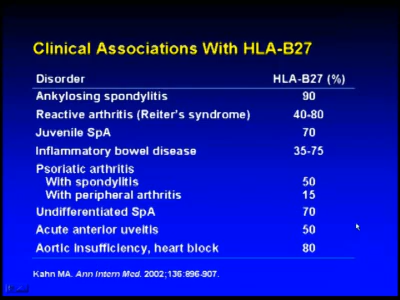 Clinical Associations With HLA-B27
Disorder HLA-B27 (%)
Ankylosing spondylitis 90
Reactive arthritis (Reiter's syndrome) 40-80
Juvenile SpA 70
Inflammatory bowel disease 35-75
Psoriatic arthritis
With spondylitis 50
With peripheral arthritis 15
Undifferentiated SpA 70
Acute anterior uveitis 50
Aortic insufficiency, heart block 80
Kahn MA. Ann Intern Med. 2002;136:896-907.